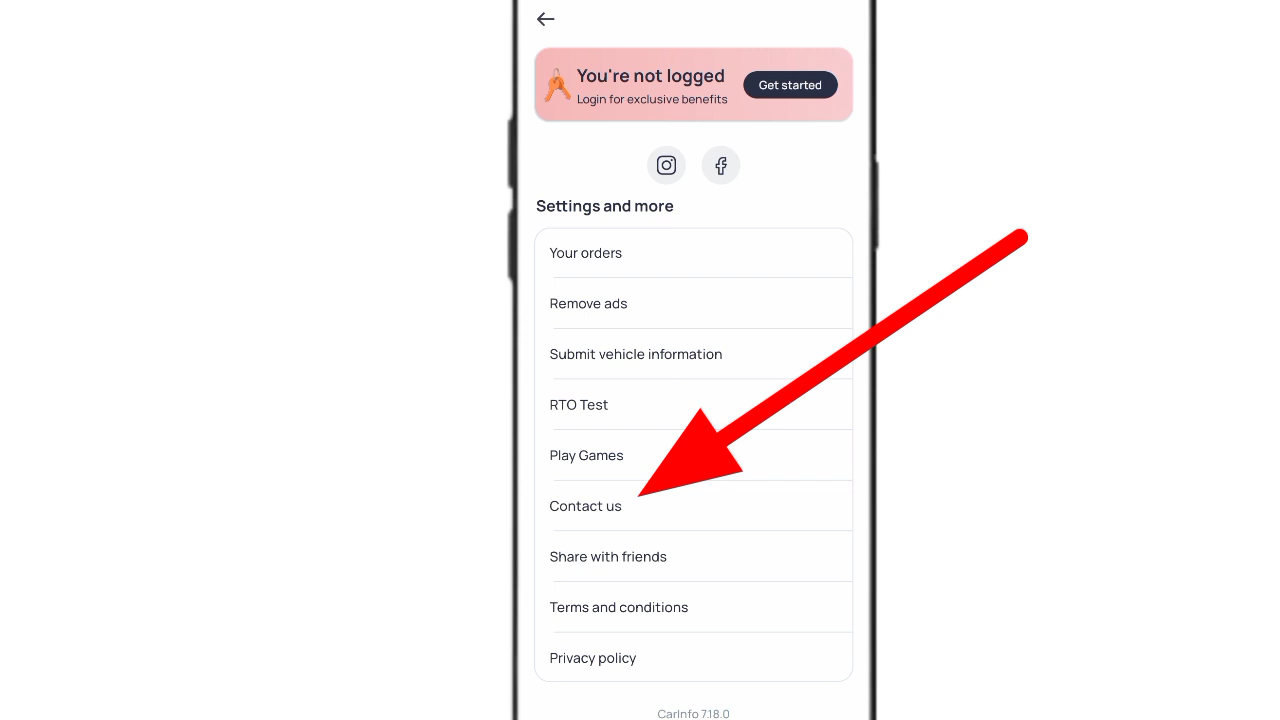 You're not logged
Login for exclusive benefits
Get started
Settings and more
Your orders
Remove ads
Submit vehicle information
RTO Test
Play Games
Contact us
Share with friends
Terms and conditions
Privacy policy
CarInfo 7.18.0